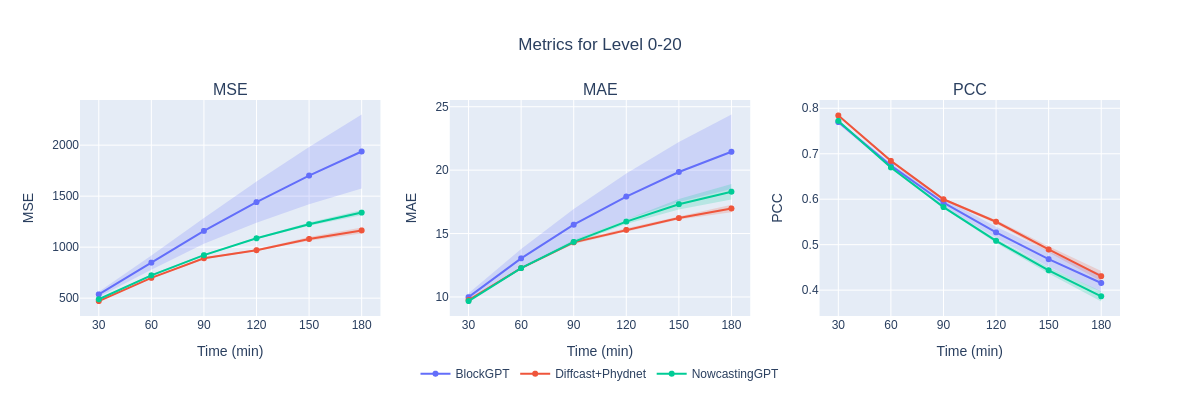 Metrics for Level 0-20
MSE
MSE
500
1000
1500
2000
30 60 90 120 150 180
Time (min)
MAE
MAE
10
15
20
25
30 60 90 120 150 180
Time (min)
PCC
PCC
0.4
0.5
0.6
0.7
0.8
30 60 90 120 150 180
Time (min)
BlockGPT Diffcast+Phydnet NowcastingGPT